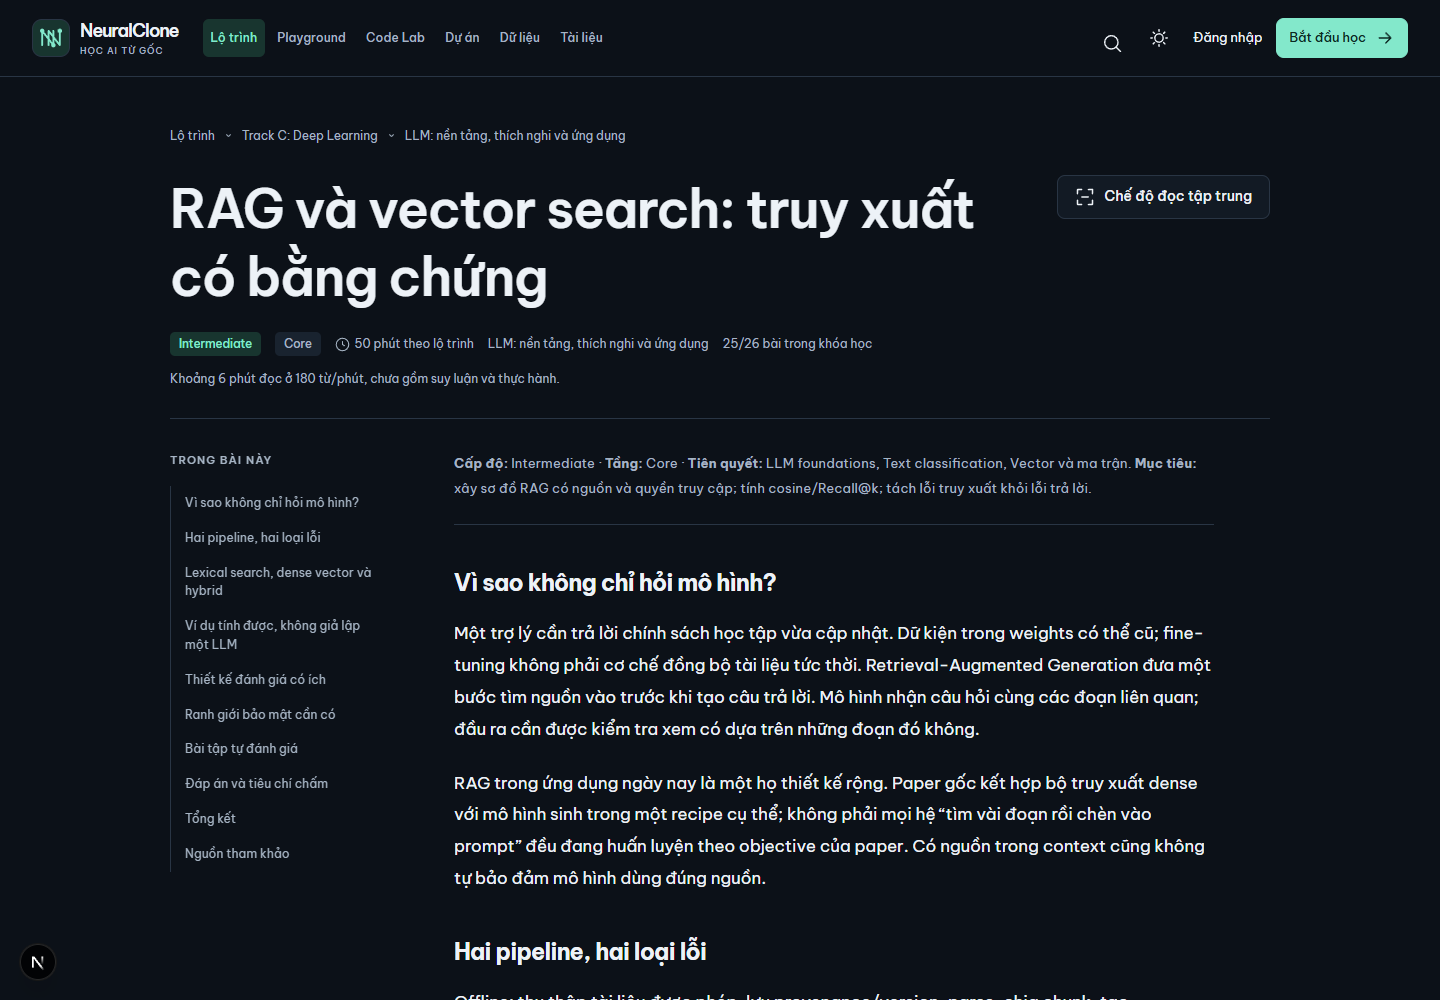 NeuralClone
HỌC AI TỪ GỐC
Lộ trình
Playground
Code Lab
Dự án
Dữ liệu
Tài liệu
Đăng nhập
Bắt đầu học
Lộ trình
Track C: Deep Learning
LLM: nền tảng, thích nghi và ứng dụng
RAG và vector search: truy xuất
có bằng chứng
Chế độ đọc tập trung
Intermediate
Core
50 phút theo lộ trình
LLM: nền tảng, thích nghi và ứng dụng
25/26 bài trong khóa học
Khoảng 6 phút đọc ở 180 từ/phút, chưa gồm suy luận và thực hành.
TRONG BÀI NÀY
Vì sao không chỉ hỏi mô hình?
Hai pipeline, hai loại lỗi
Lexical search, dense vector và
hybrid
Ví dụ tính được, không giả lập
một LLM
Thiết kế đánh giá có ích
Ranh giới bảo mật cần có
Bài tập tự đánh giá
Đáp án và tiêu chí chấm
Tổng kết
Nguồn tham khảo
Cấp độ: Intermediate · Tầng: Core · Tiên quyết: LLM foundations, Text classification, Vector và ma trận. Mục tiêu:
xây sơ đồ RAG có nguồn và quyền truy cập; tính cosine/Recall@k; tách lỗi truy xuất khỏi lỗi trả lời.
Vì sao không chỉ hỏi mô hình?
Một trợ lý cần trả lời chính sách học tập vừa cập nhật. Dữ kiện trong weights có thể cũ; fine-
tuning không phải cơ chế đồng bộ tài liệu tức thời. Retrieval-Augmented Generation đưa một
bước tìm nguồn vào trước khi tạo câu trả lời. Mô hình nhận câu hỏi cùng các đoạn liên quan;
đầu ra cần được kiểm tra xem có dựa trên những đoạn đó không.
RAG trong ứng dụng ngày nay là một họ thiết kế rộng. Paper gốc kết hợp bộ truy xuất dense
với mô hình sinh trong một recipe cụ thể; không phải mọi hệ “tìm vài đoạn rồi chèn vào
prompt” đều đang huấn luyện theo objective của paper. Có nguồn trong context cũng không
tự bảo đảm mô hình dùng đúng nguồn.
Hai pipeline, hai loại lỗi
Offline: thu thập tài liệu được phép, lưu provenance/version, parse, chia chunk, tạo